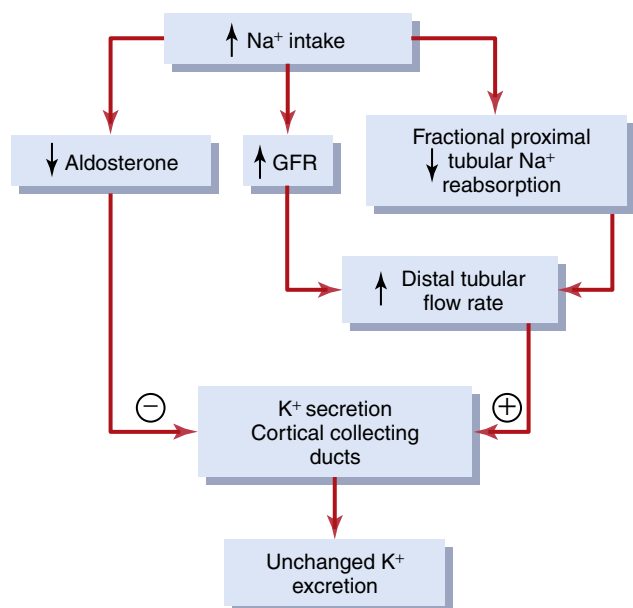 ↑ Na⁺ intake
↓ Aldosterone
↑ GFR
Fractional proximal
↓ tubular Na⁺
reabsorption
↑ Distal tubular
flow rate
−
+
K⁺ secretion
Cortical collecting
ducts
Unchanged K⁺
excretion